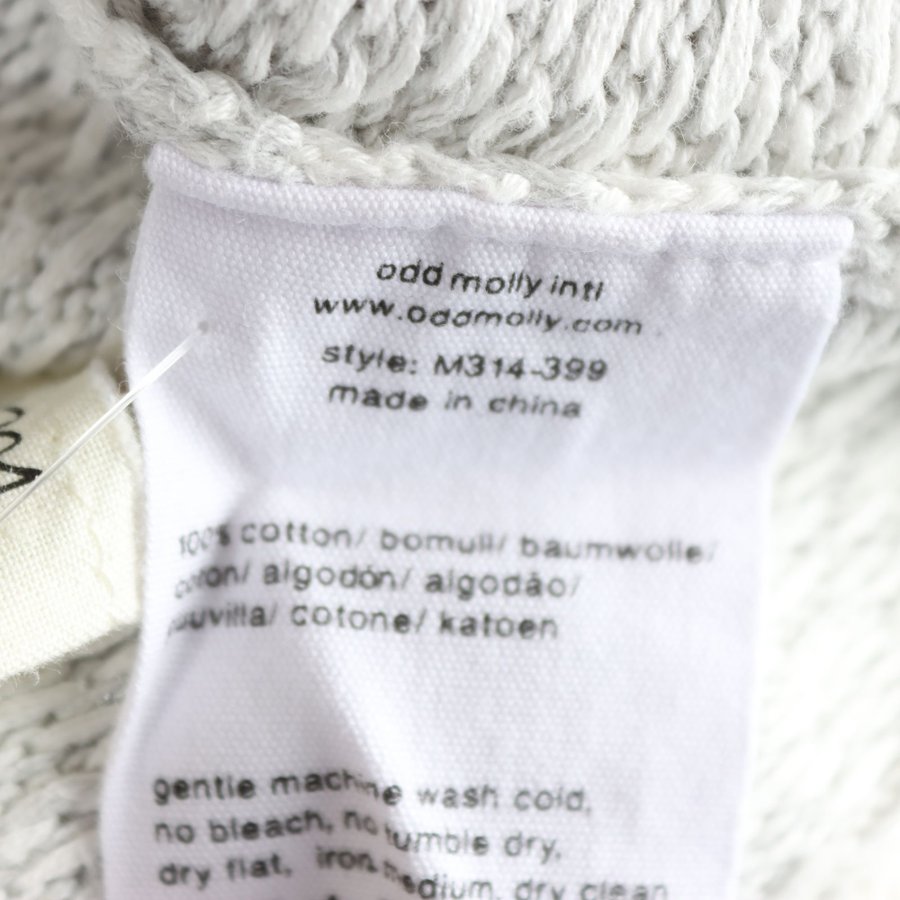 odd molly intl
www.oddmolly.com
style: M314-399
made in china
100% cotton/ bomull/ baumwolle/
coton/ algodón/ algodão/
puuvilla/ cotone/ katoen
gentle machine wash cold,
no bleach, no tumble dry,
dry flat, iron medium, dry clean